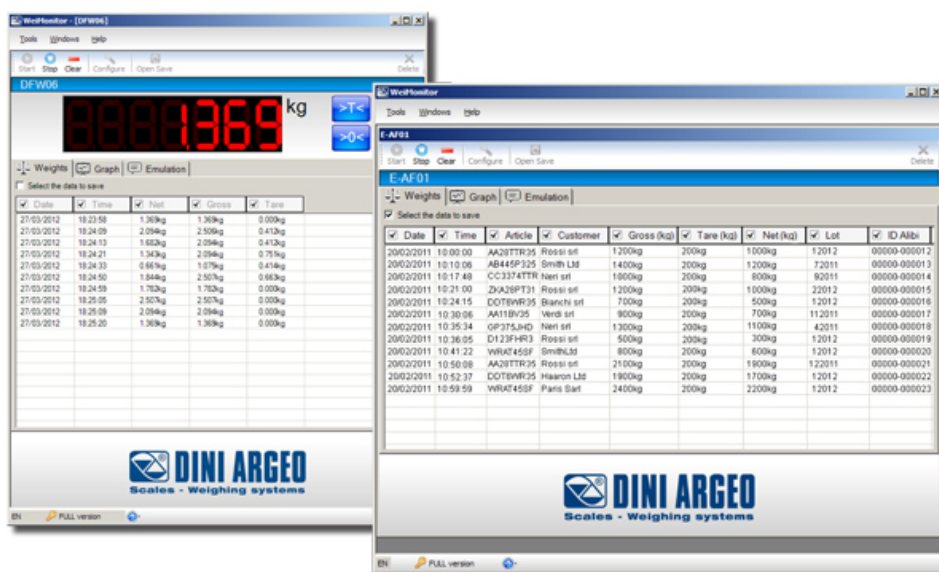 WeiMonitor - [DFW06]
Tools Windows Help
Start Stop Clear Configure Open Save Delete
DFW06
1.369 kg
>T<
>0<
Weights Graph Emulation
Select the data to save
Date Time Net Gross Tare
27/03/2012 18:23:58 1.369kg 1.369kg 0.000kg
27/03/2012 18:24:09 2.094kg 2.506kg 0.412kg
27/03/2012 18:24:13 1.682kg 2.094kg 0.412kg
27/03/2012 18:24:21 1.343kg 2.094kg 0.751kg
27/03/2012 18:24:33 0.661kg 1.075kg 0.414kg
27/03/2012 18:24:50 1.844kg 2.507kg 0.663kg
27/03/2012 18:24:59 1.782kg 1.782kg 0.000kg
27/03/2012 18:25:05 2.507kg 2.507kg 0.000kg
27/03/2012 18:25:09 2.094kg 2.094kg 0.000kg
27/03/2012 18:25:20 1.369kg 1.369kg 0.000kg
DINI ARGEO
Scales - Weighing systems
EN FULL version
WeiMonitor
Tools Windows Help
E-AF01
Start Stop Clear Configure Open Save Delete
E-AF01
Weights Graph Emulation
Select the data to save
Date Time Article Customer Gross (kg) Tare (kg) Net (kg) Lot ID Alibi
20/02/2011 10:00:00 AA28TTR35 Rossi srl 1200kg 200kg 1000kg 12012 00000-000012
20/02/2011 10:10:06 AB445P325 Smith Ltd 1400kg 200kg 1200kg 72011 00000-000013
20/02/2011 10:17:48 CC3374TTR Neri srl 1000kg 200kg 800kg 92011 00000-000014
20/02/2011 10:21:00 ZKA28PT31 Rossi srl 1200kg 200kg 1000kg 22012 00000-000015
20/02/2011 10:24:15 DDT8WR35 Bianchi srl 700kg 200kg 500kg 12012 00000-000016
20/02/2011 10:30:06 AA11BV35 Verdi srl 900kg 200kg 700kg 112011 00000-000017
20/02/2011 10:35:34 GP375JHD Neri srl 1300kg 200kg 1100kg 42011 00000-000018
20/02/2011 10:36:05 D123FHR3 Rossi srl 500kg 200kg 300kg 12012 00000-000019
20/02/2011 10:41:22 WRAT45SF SmithLtd 800kg 200kg 600kg 12012 00000-000020
20/02/2011 10:50:08 AA28TTR35 Rossi srl 2100kg 200kg 1900kg 122011 00000-000021
20/02/2011 10:52:37 DDT8WR35 Haaron Ltd 1900kg 200kg 1700kg 12012 00000-000022
20/02/2011 10:59:59 WRAT45SF Paris Sarl 2400kg 200kg 2200kg 12012 00000-000023
DINI ARGEO
Scales - Weighing systems
EN FULL version